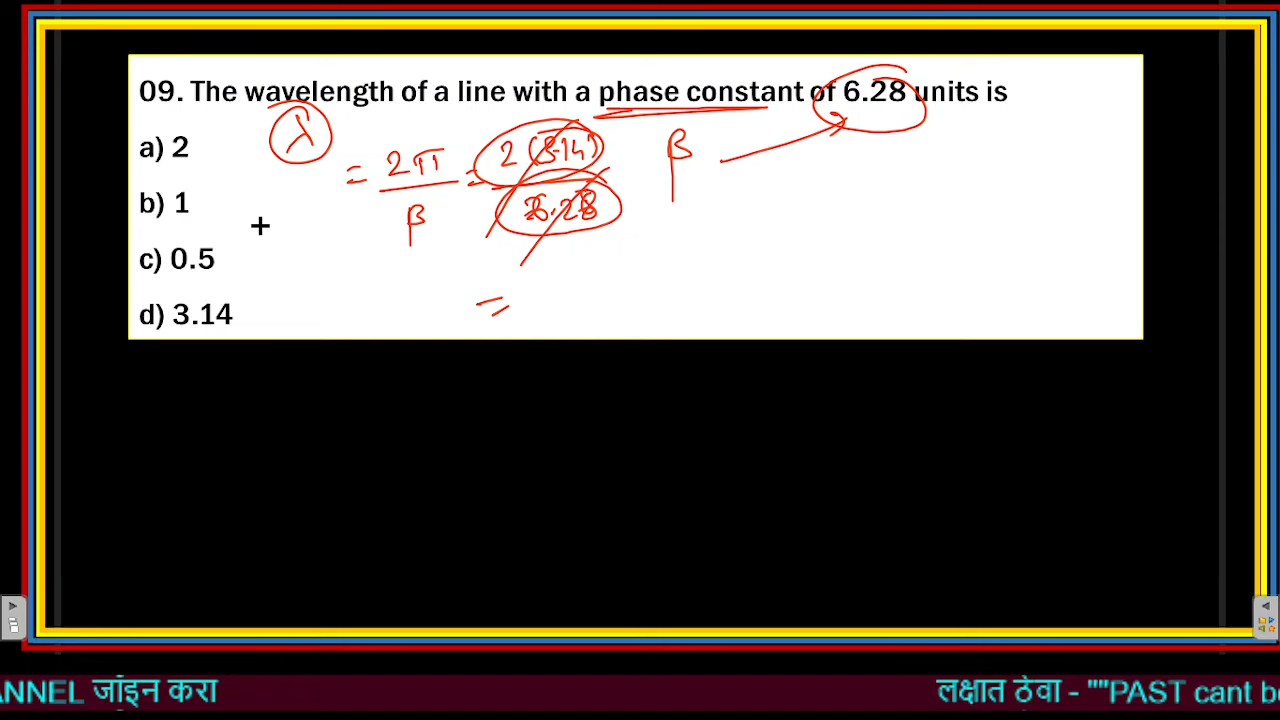 09. The wavelength of a line with a phase constant of 6.28 units is
λ
a) 2
= 2π / β = 2 (3.14) / 6.28
β
b) 1
+
c) 0.5
=
d) 3.14
ANNEL जॉइन करा
लक्षात ठेवा - ""PAST cant be